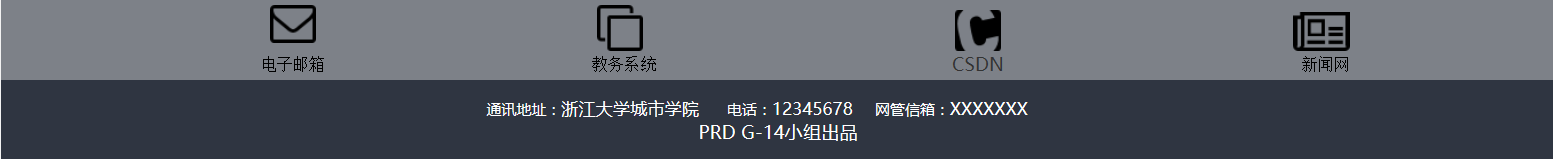 电子邮箱 教务系统 CSDN 新闻网
通讯地址：浙江大学城市学院 电话：12345678 网管信箱：XXXXXXX
PRD G-14小组出品